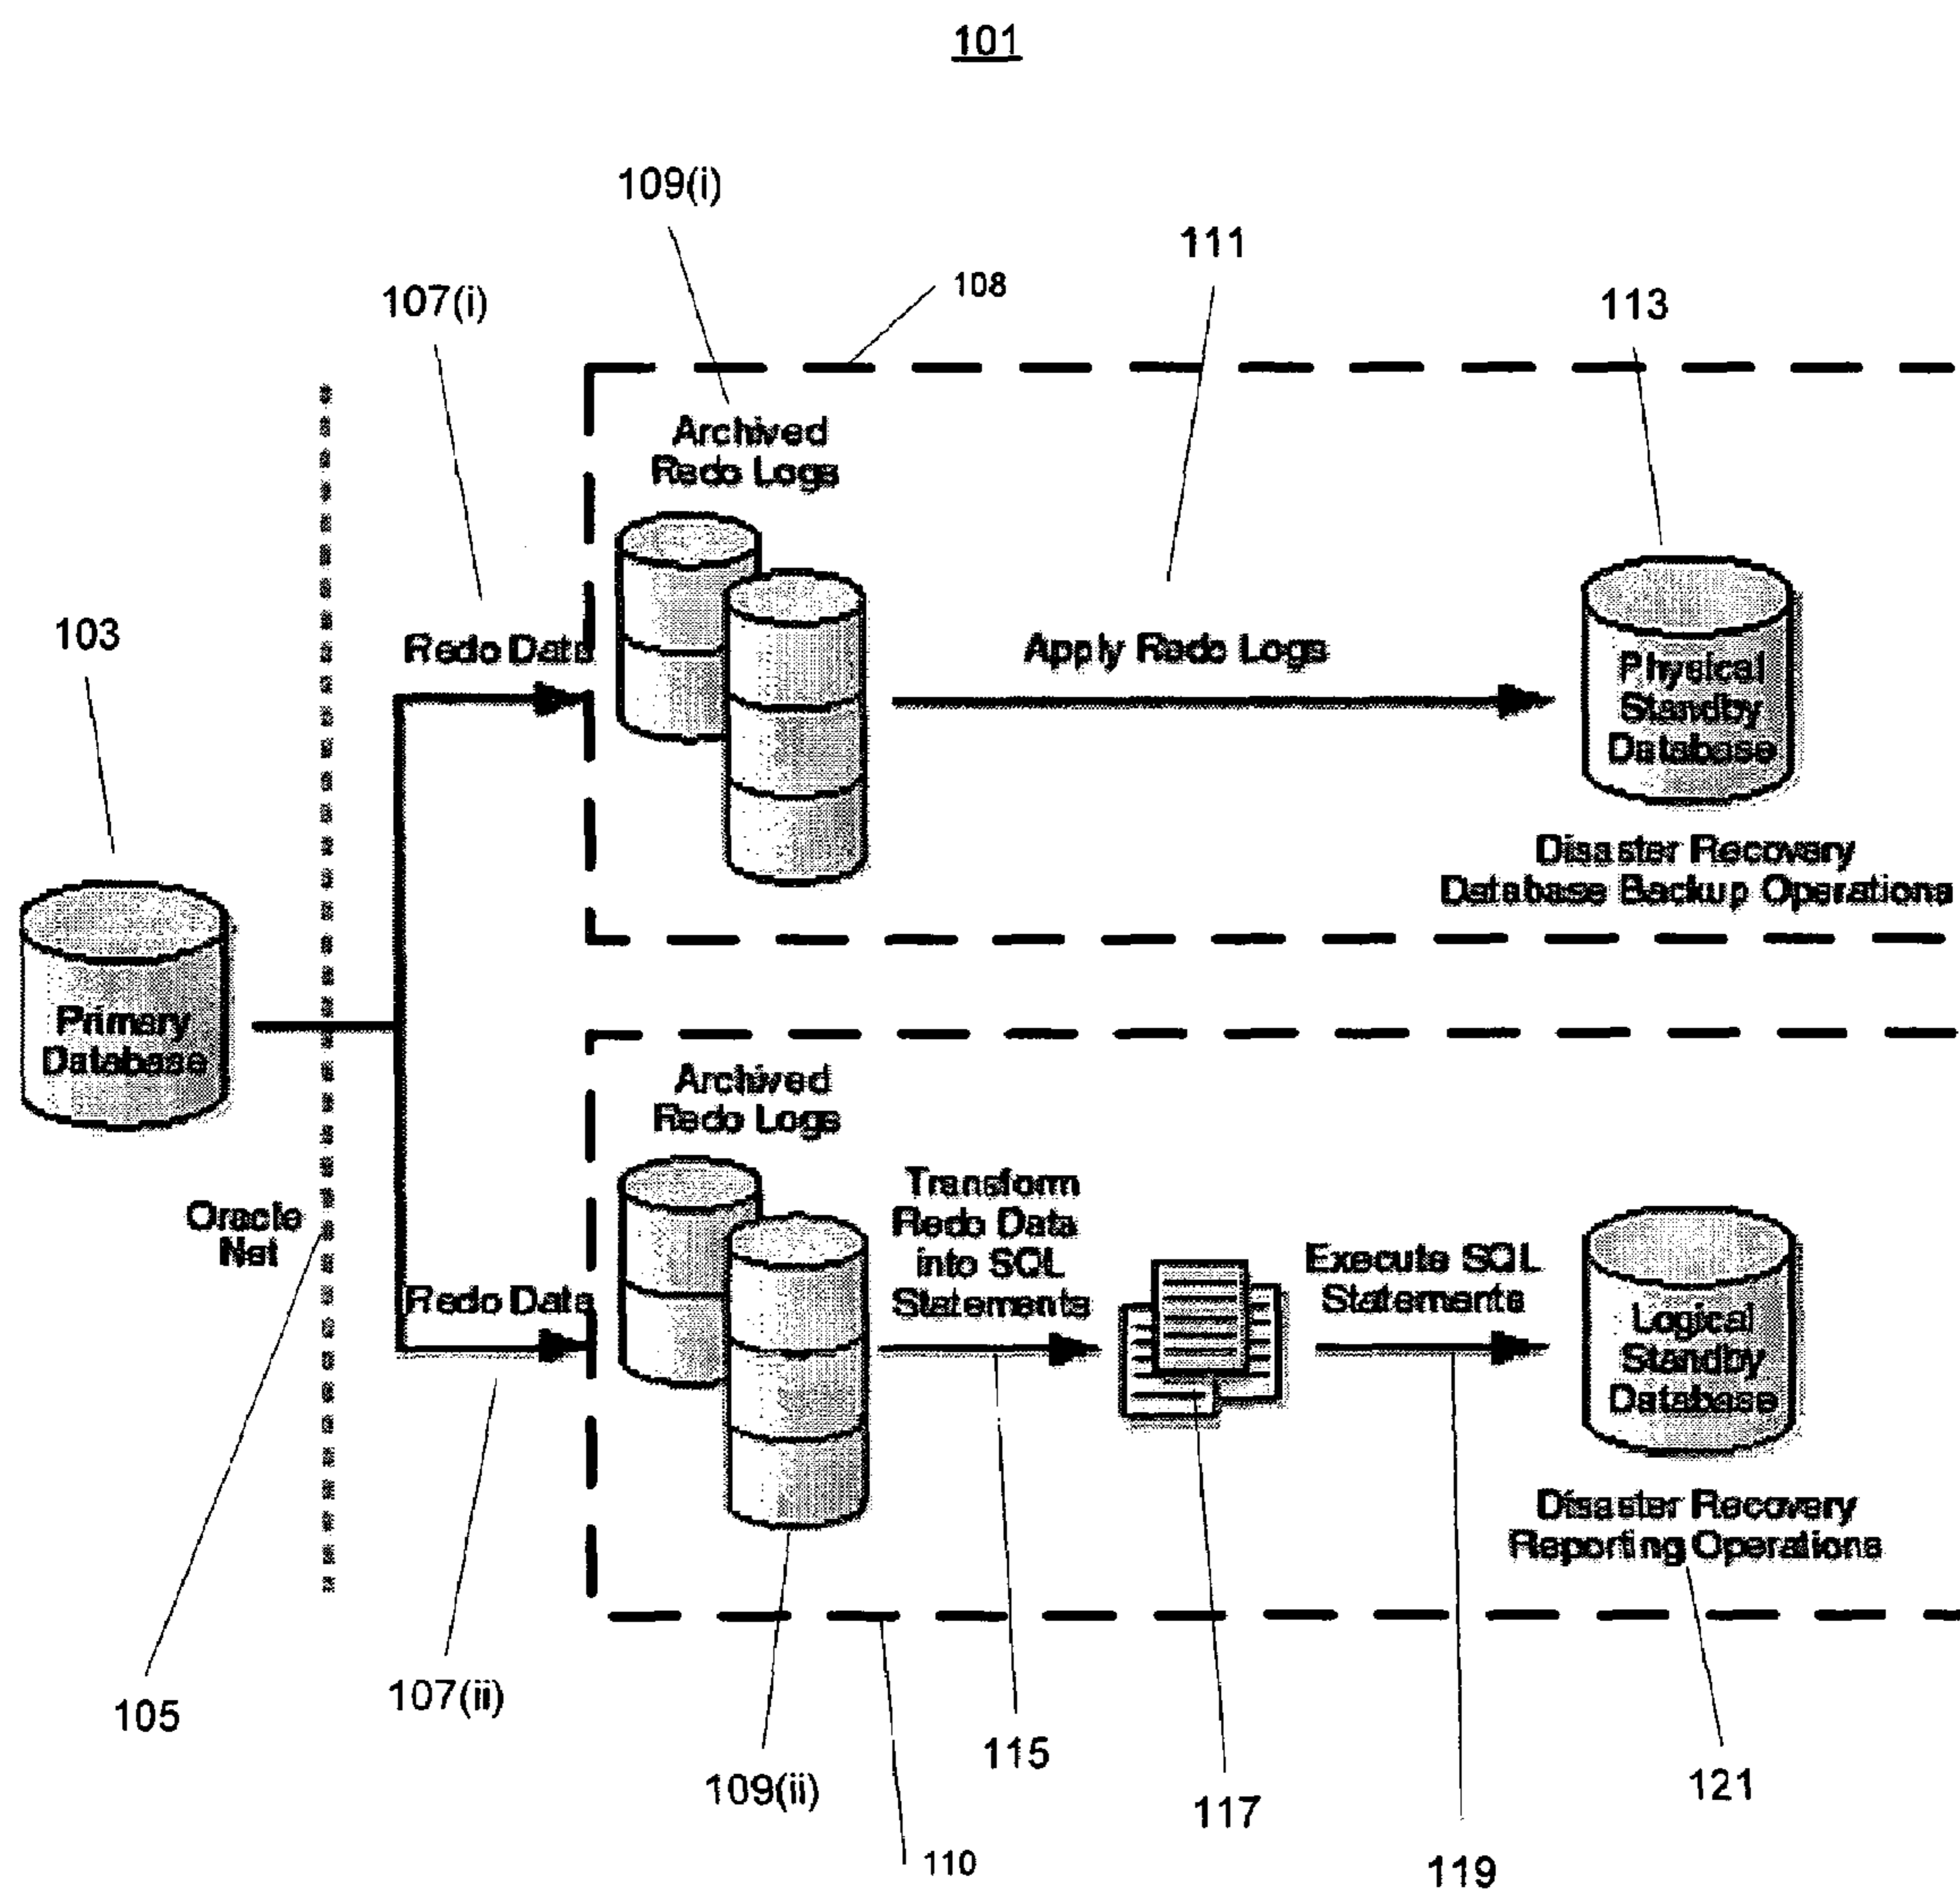 101
109(i)
111
108
107(i)
113
Archived
Redo Logs
103
Redo Data
Apply Redo Logs
Physical
Standby
Database
Disaster Recovery
Database Backup Operations
Primary
Database
Archived
Redo Logs
Transform
Redo Data
into SQL
Statements
Oracle
Net
Execute SQL
Statements
Redo Data
Logical
Standby
Database
Disaster Recovery
Reporting Operations
105
107(ii)
115
109(ii)
117
121
110
119